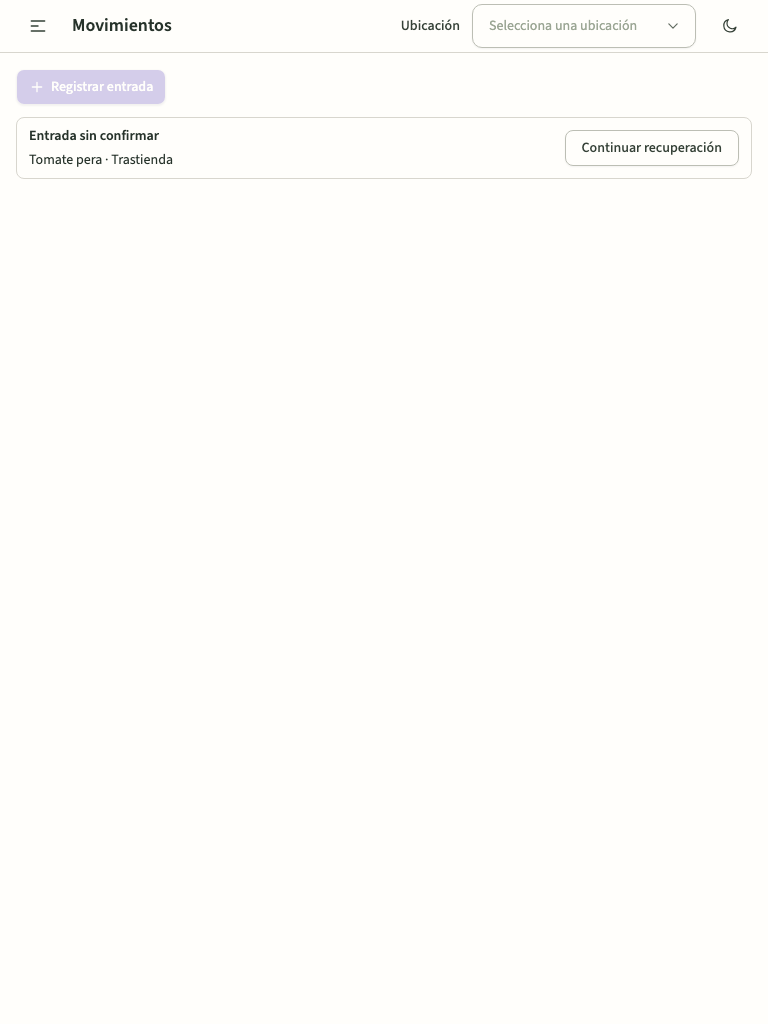 Movimientos
Ubicación
Selecciona una ubicación
Registrar entrada
Entrada sin confirmar
Tomate pera · Trastienda
Continuar recuperación